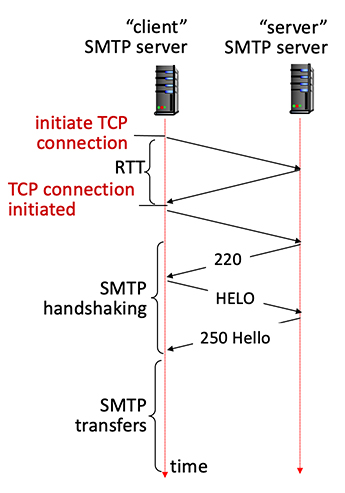 “client”
SMTP server
“server”
SMTP server
initiate TCP
connection
RTT
TCP connection
initiated
220
SMTP
handshaking
HELO
250 Hello
SMTP
transfers
time